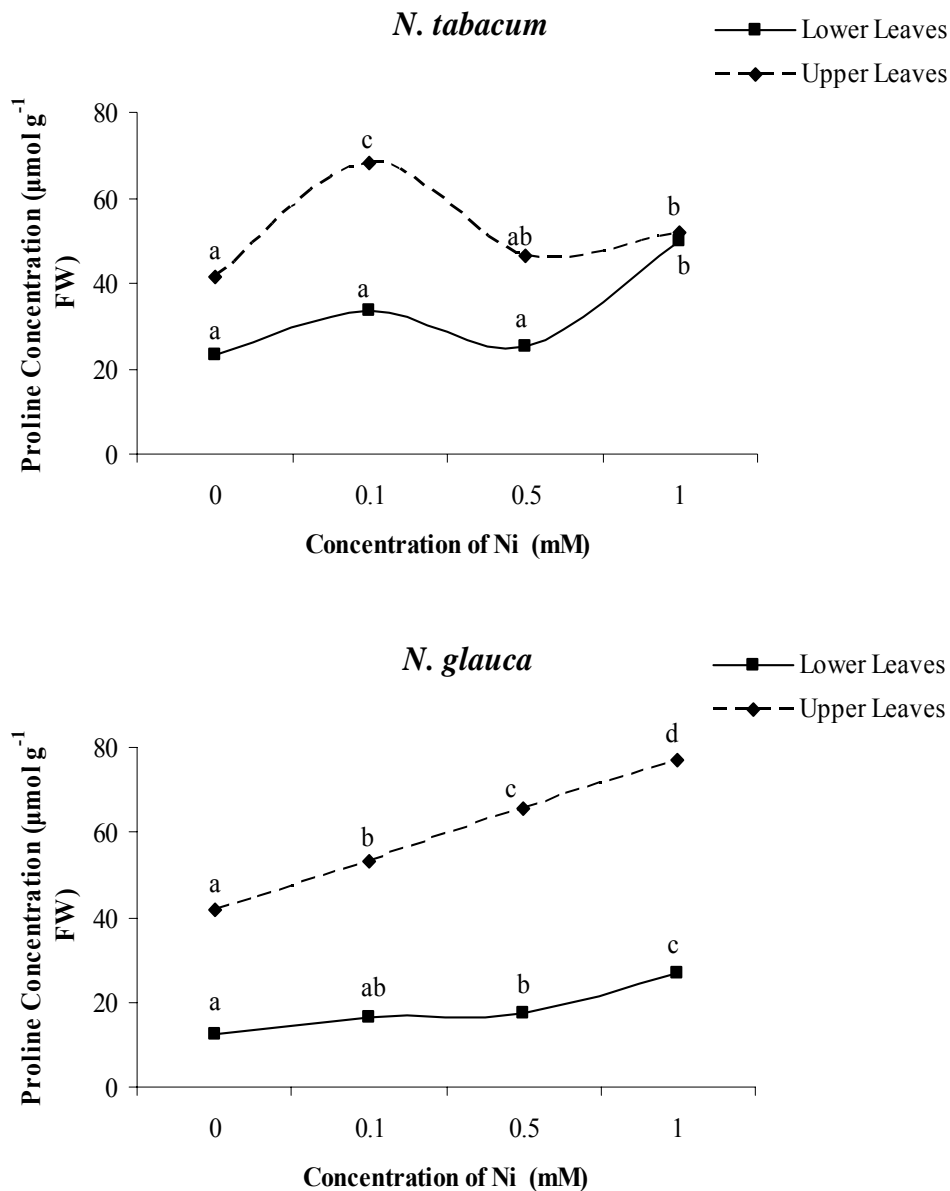 N. tabacum
Lower Leaves
Upper Leaves
Proline Concentration (µmol g⁻¹
FW)
80
60
40
20
0
c
a
ab
b
a
a
a
b
0 0.1 0.5 1
Concentration of Ni (mM)
N. glauca
Lower Leaves
Upper Leaves
Proline Concentration (µmol g⁻¹
FW)
80
60
40
20
0
d
c
b
a
c
b
ab
a
0 0.1 0.5 1
Concentration of Ni (mM)